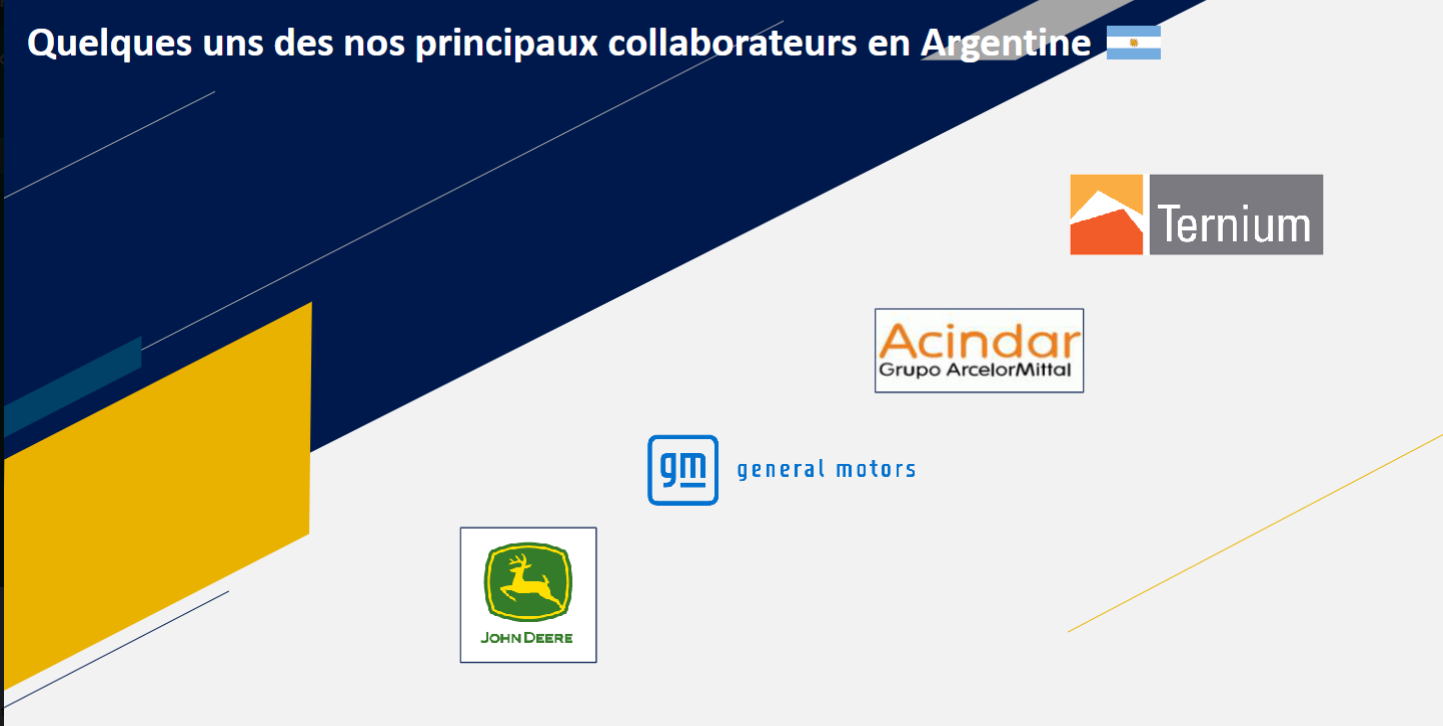 Quelques uns des nos principaux collaborateurs en Argentine
Ternium
Acindar
Grupo ArcelorMittal
gm general motors
JOHN DEERE